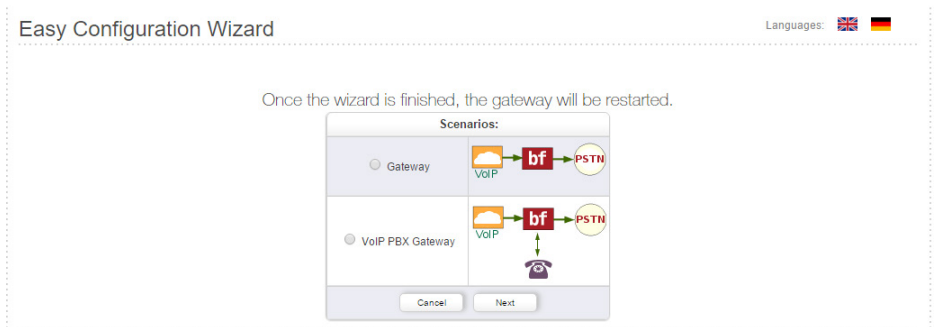 Easy Configuration Wizard
Languages:
Once the wizard is finished, the gateway will be restarted.
Scenarios:
Gateway
VoIP
bf
PSTN
VoIP PBX Gateway
VoIP
bf
PSTN
Cancel
Next